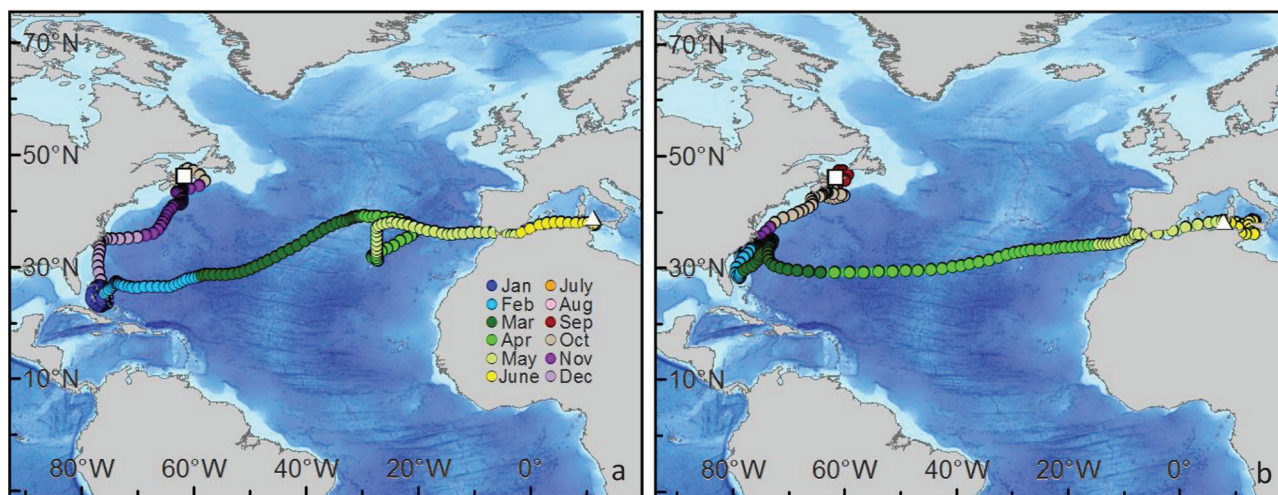 70°N
50°N
30°N
10°N
80°W 60°W 40°W 20°W 0° a
Jan July
Feb Aug
Mar Sep
Apr Oct
May Nov
June Dec
70°N
50°N
30°N
10°N
80°W 60°W 40°W 20°W 0° b